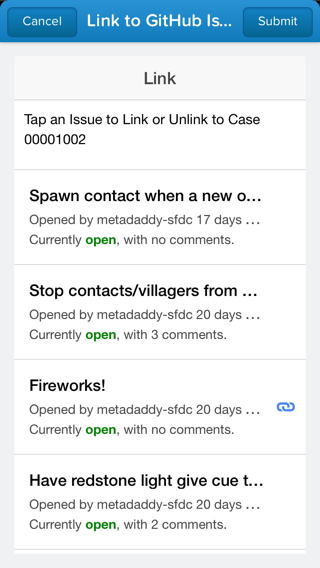 Cancel
Link to GitHub Is...
Submit
Link
Tap an Issue to Link or Unlink to Case
00001002
Spawn contact when a new o...
Opened by metadaddy-sfdc 17 days ...
Currently open, with no comments.
Stop contacts/villagers from ...
Opened by metadaddy-sfdc 20 days ...
Currently open, with 3 comments.
Fireworks!
Opened by metadaddy-sfdc 20 days ...
Currently open, with no comments.
Have redstone light give cue t...
Opened by metadaddy-sfdc 20 days ...
Currently open, with 2 comments.